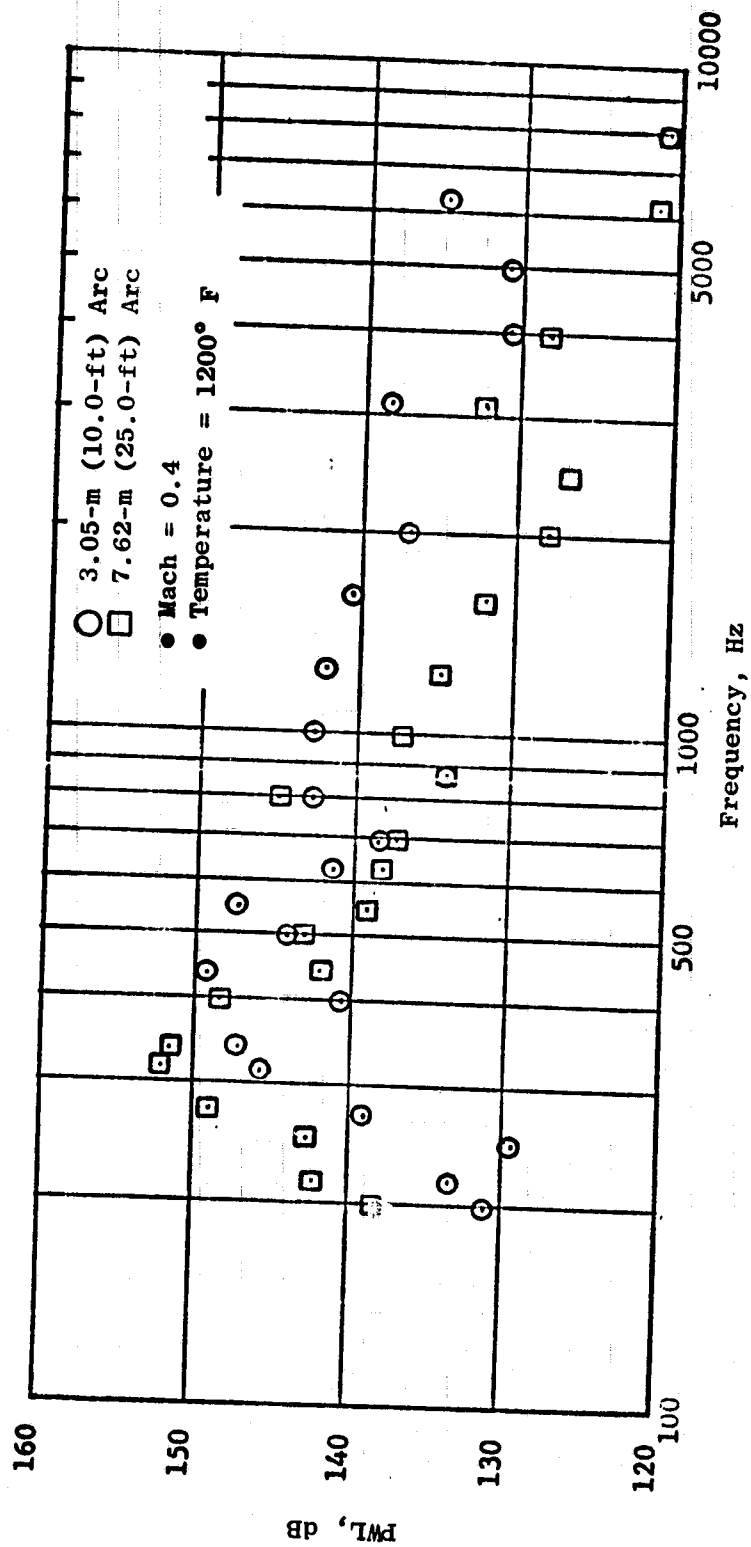 160
150
140
130
120
PWL, dB
100
500
1000
5000
10000
Frequency, Hz
3.05-m (10.0-ft) Arc
7.62-m (25.0-ft) Arc
● Mach = 0.4
● Temperature = 1200° F